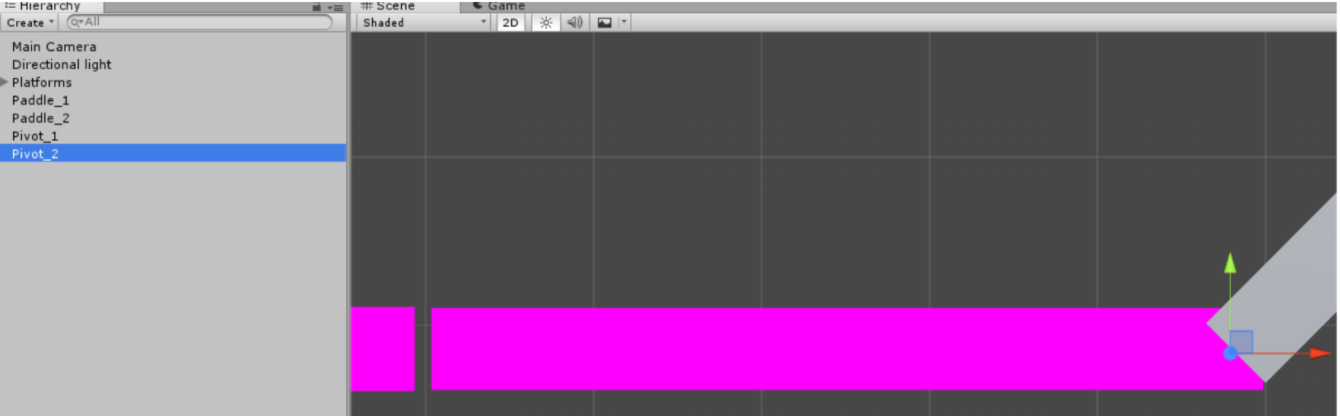 Hierarchy
Create
All
Main Camera
Directional light
Platforms
Paddle_1
Paddle_2
Pivot_1
Pivot_2
Scene
Game
Shaded
2D